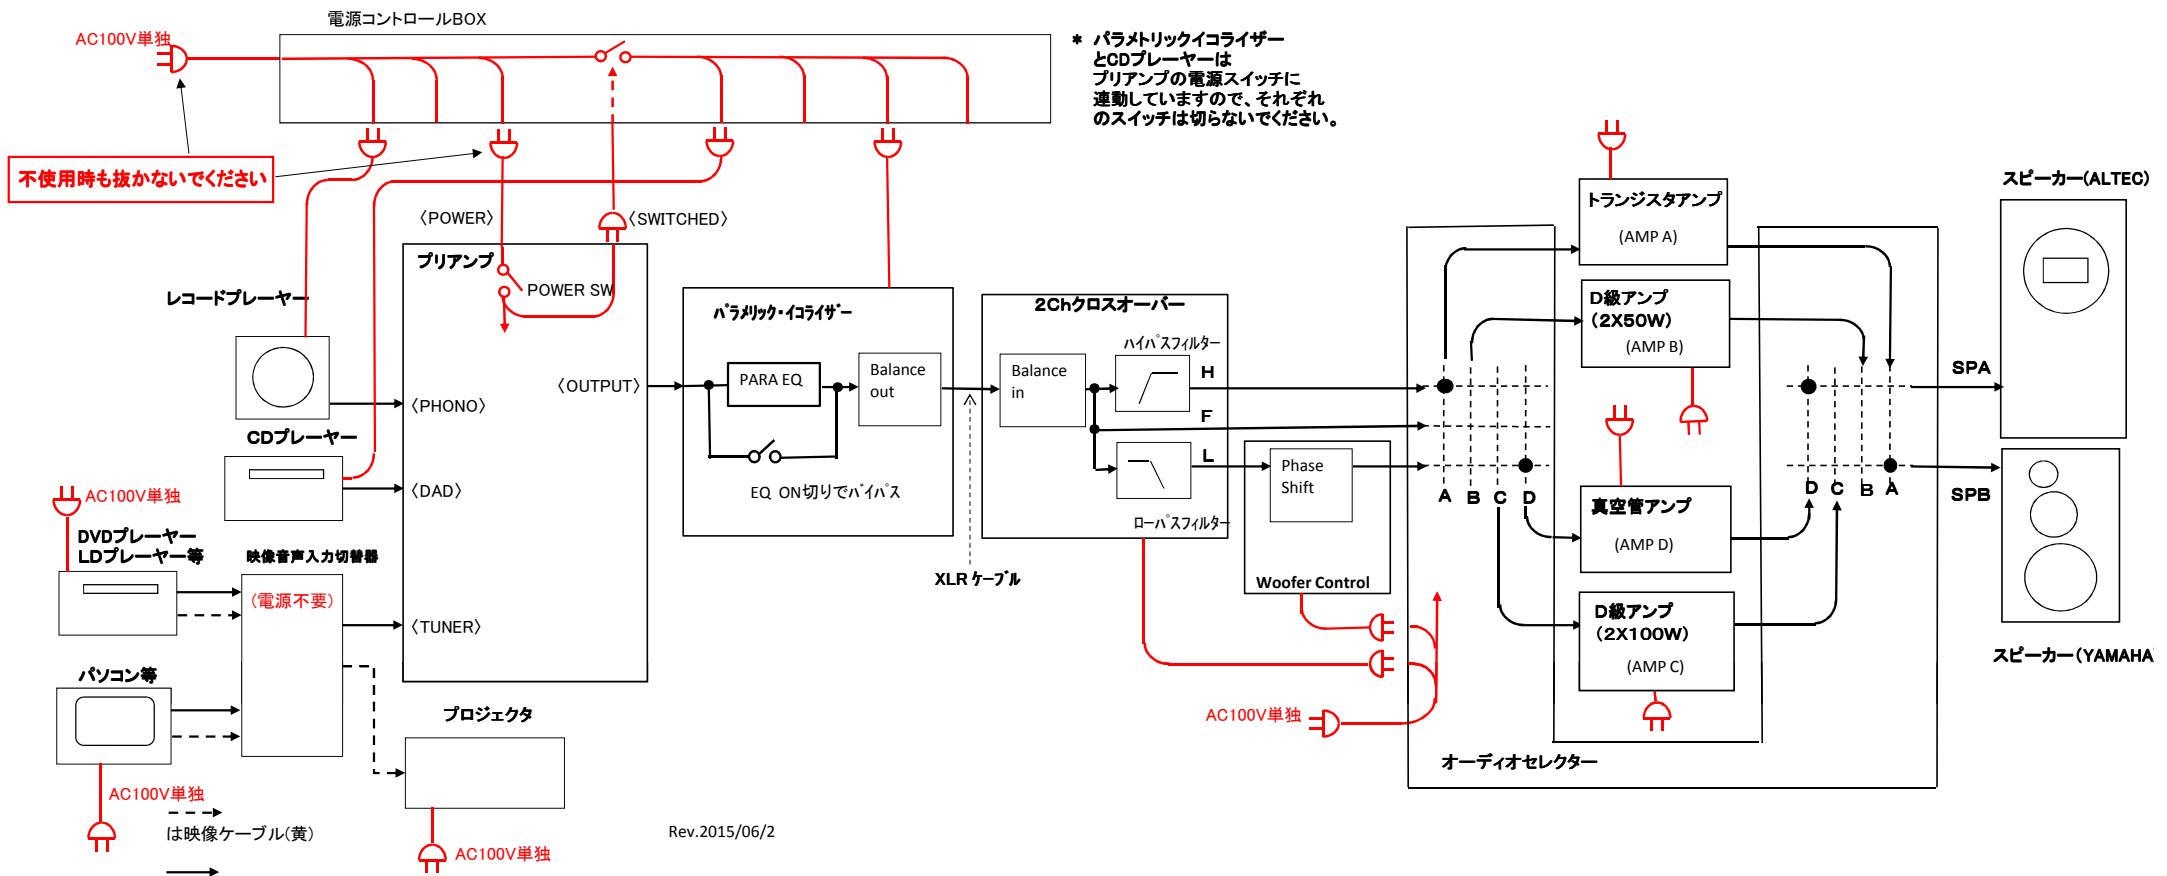 電源コントロールBOX
AC100V単独
* パラメトリックイコライザー
とCDプレーヤーは
プリアンプの電源スイッチに
連動していますので、それぞれ
のスイッチは切らないでください。
不使用時も抜かないでください
〈POWER〉
〈SWITCHED〉
プリアンプ
POWER SW
レコードプレーヤー
〈OUTPUT〉
〈PHONO〉
CDプレーヤー
〈DAD〉
AC100V単独
DVDプレーヤー
LDプレーヤー等
映像音声入力切替器
(電源不要)
〈TUNER〉
パソコン等
プロジェクタ
AC100V単独
は映像ケーブル(黄)
AC100V単独
Rev.2015/06/2
パラメリック・イコライザー
PARA EQ
Balance
out
EQ ON切りでバイパス
XLR ケーブル
2Chクロスオーバー
ハイパスフィルター
Balance
in
H
F
L
ローパスフィルター
Phase
Shift
Woofer Control
AC100V単独
オーディオセレクター
トランジスタアンプ
(AMP A)
D級アンプ
(2X50W)
(AMP B)
A B C D
D C B A
真空管アンプ
(AMP D)
D級アンプ
(2X100W)
(AMP C)
スピーカー(ALTEC)
SPA
SPB
スピーカー(YAMAHA